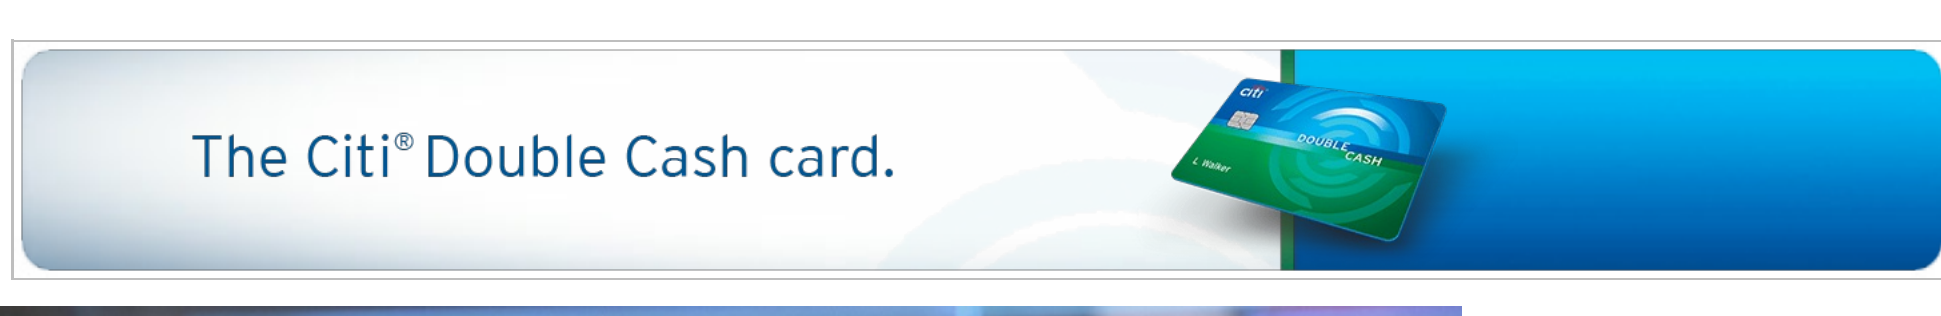 The Citi® Double Cash card.
citi
DOUBLE
CASH
L Walker